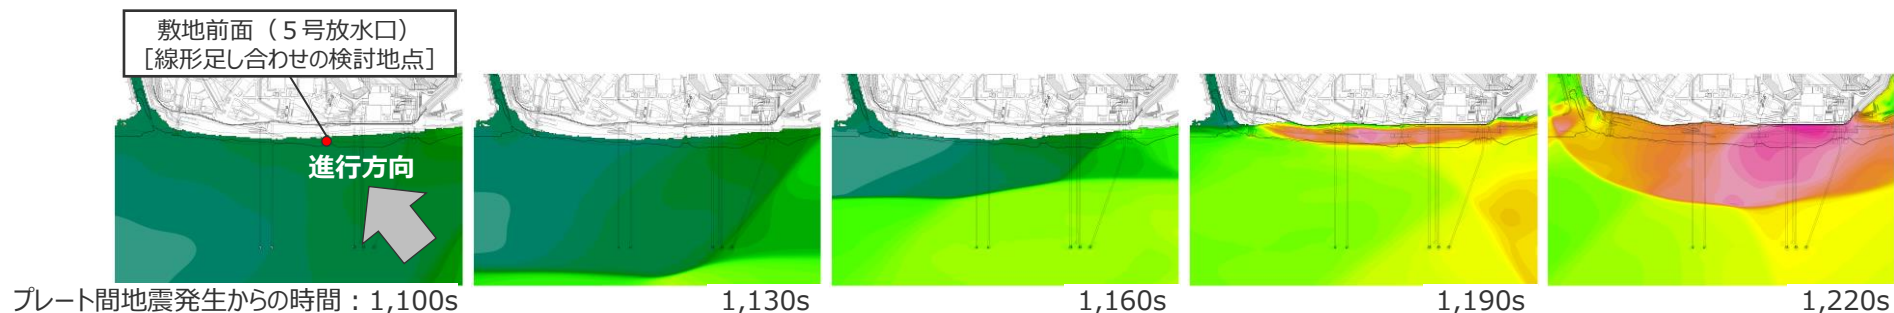 敷地前面（５号放水口）
［線形足し合わせの検討地点］
進行方向
プレート間地震発生からの時間：1,100s
1,130s
1,160s
1,190s
1,220s